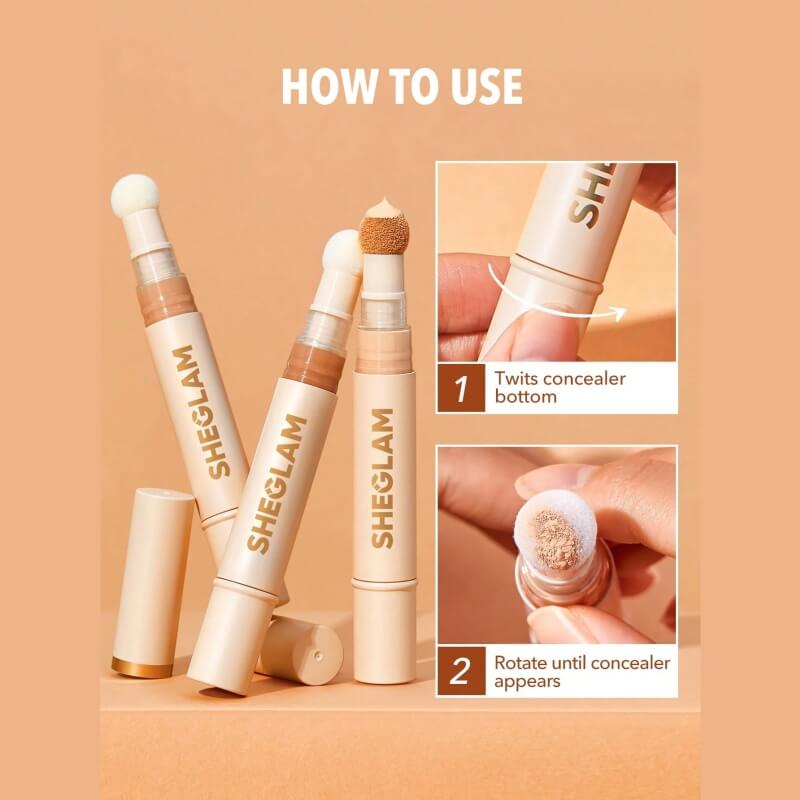 HOW TO USE
SHEGLAM
SHEGLAM
SHEGLAM
SHE
1 Twits concealer
bottom
2 Rotate until concealer
appears